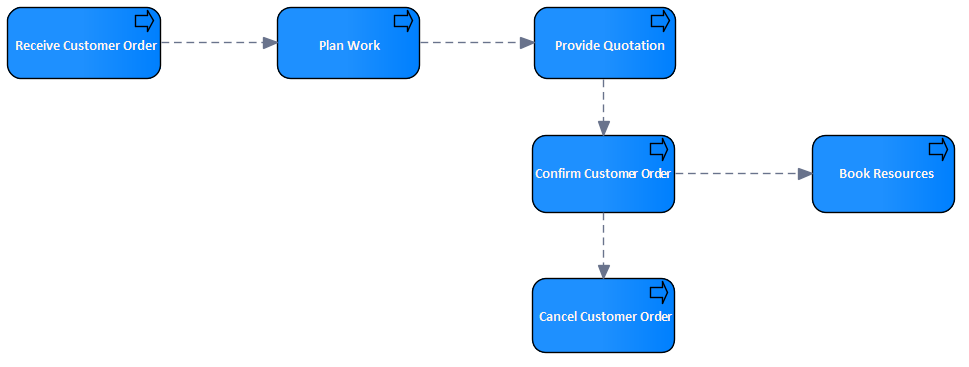 Receive Customer Order
Plan Work
Provide Quotation
Confirm Customer Order
Book Resources
Cancel Customer Order